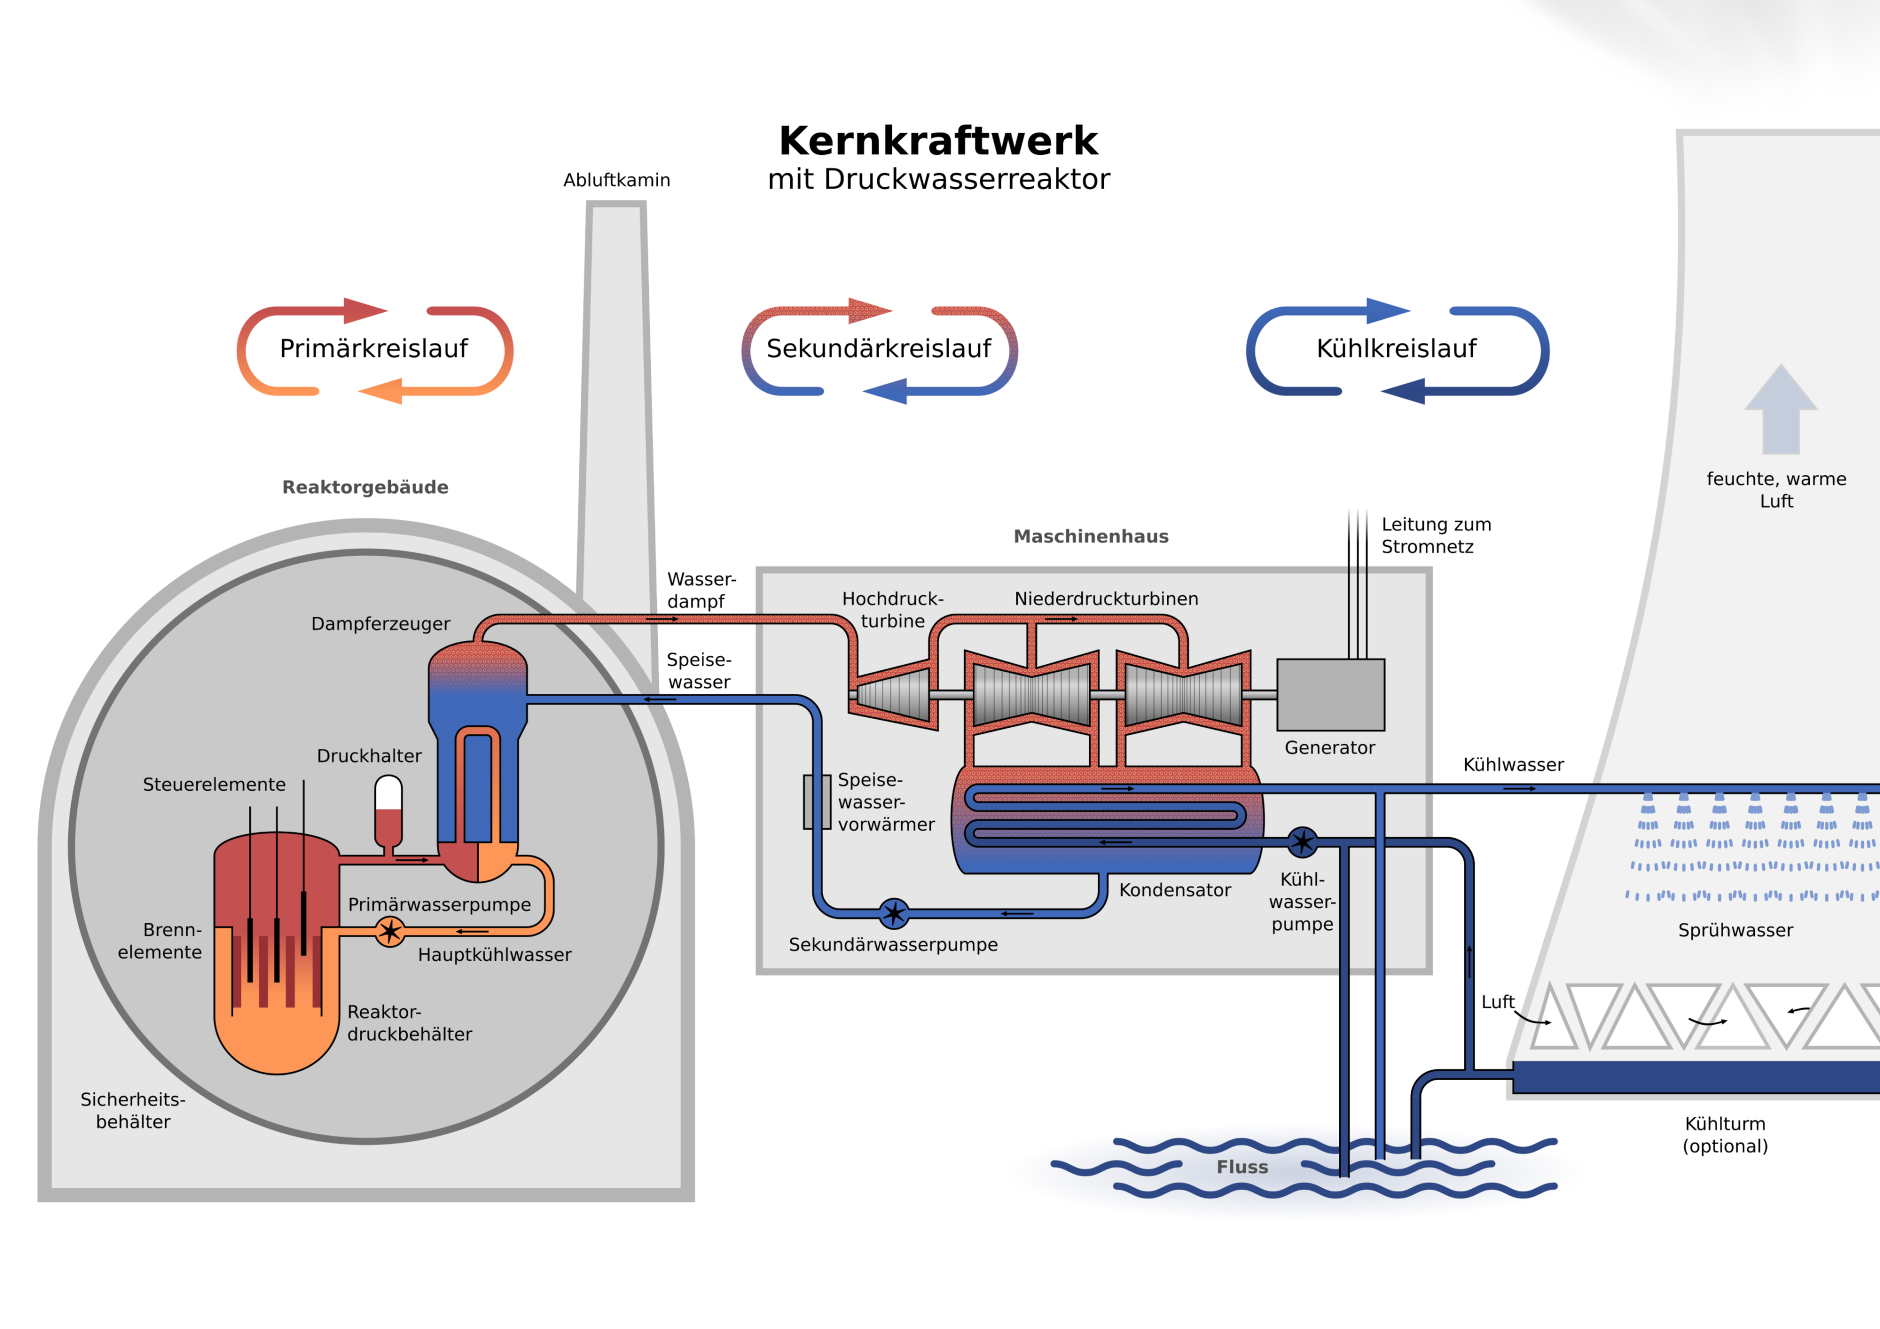 Kernkraftwerk
mit Druckwasserreaktor
Abluftkamin
Primärkreislauf
Sekundärkreislauf
Kühlkreislauf
feuchte, warme
Luft
Reaktorgebäude
Maschinenhaus
Leitung zum
Stromnetz
Wasser-
dampf
Hochdruck-
turbine
Niederdruckturbinen
Dampferzeuger
Speise-
wasser
Generator
Druckhalter
Steuerelemente
Kühlwasser
Speise-
wasser-
vorwärmer
Kondensator
Kühl-
wasser-
pumpe
Primärwasserpumpe
Brenn-
elemente
Hauptkühlwasser
Sekundärwasserpumpe
Sprühwasser
Reaktor-
druckbehälter
Luft
Sicherheits-
behälter
Kühlturm
(optional)
Fluss